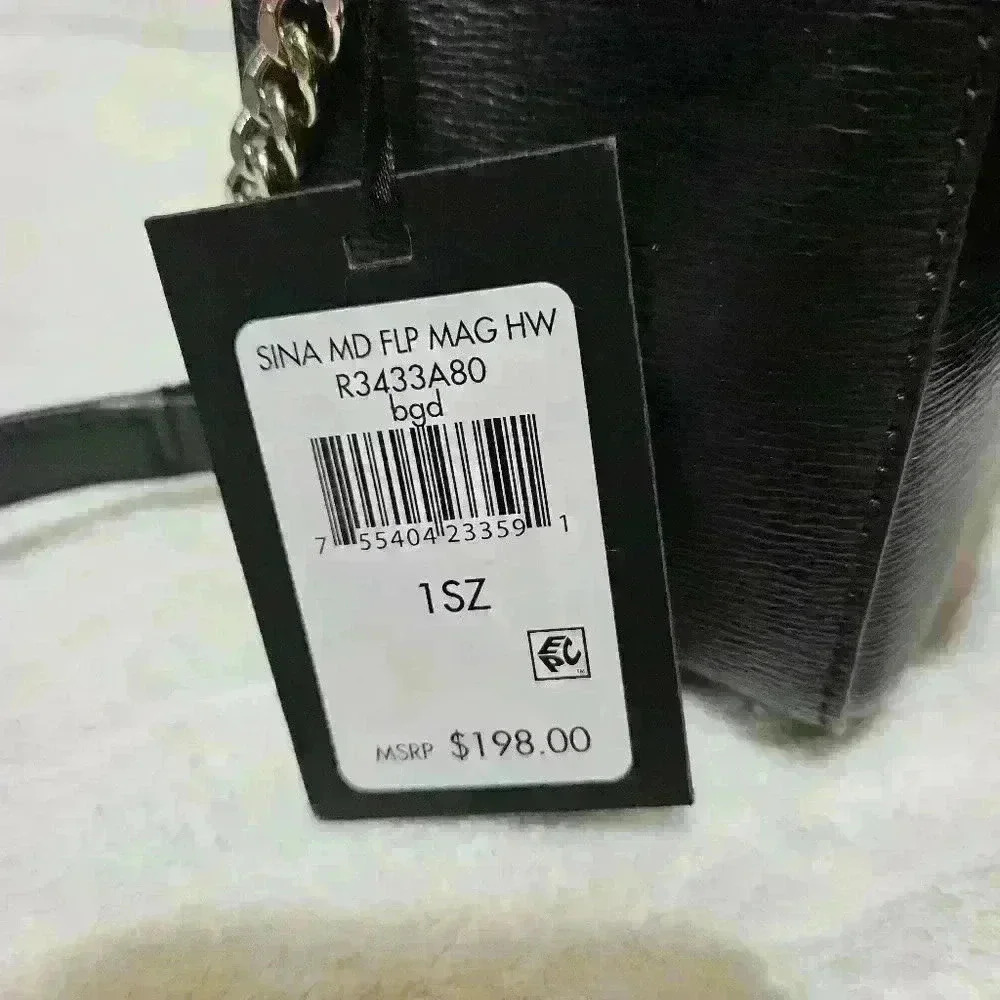 SINA MD FLP MAG HW
R3433A80
bgd
7 55404 23359 1
1SZ
EPC
MSRP $198.00